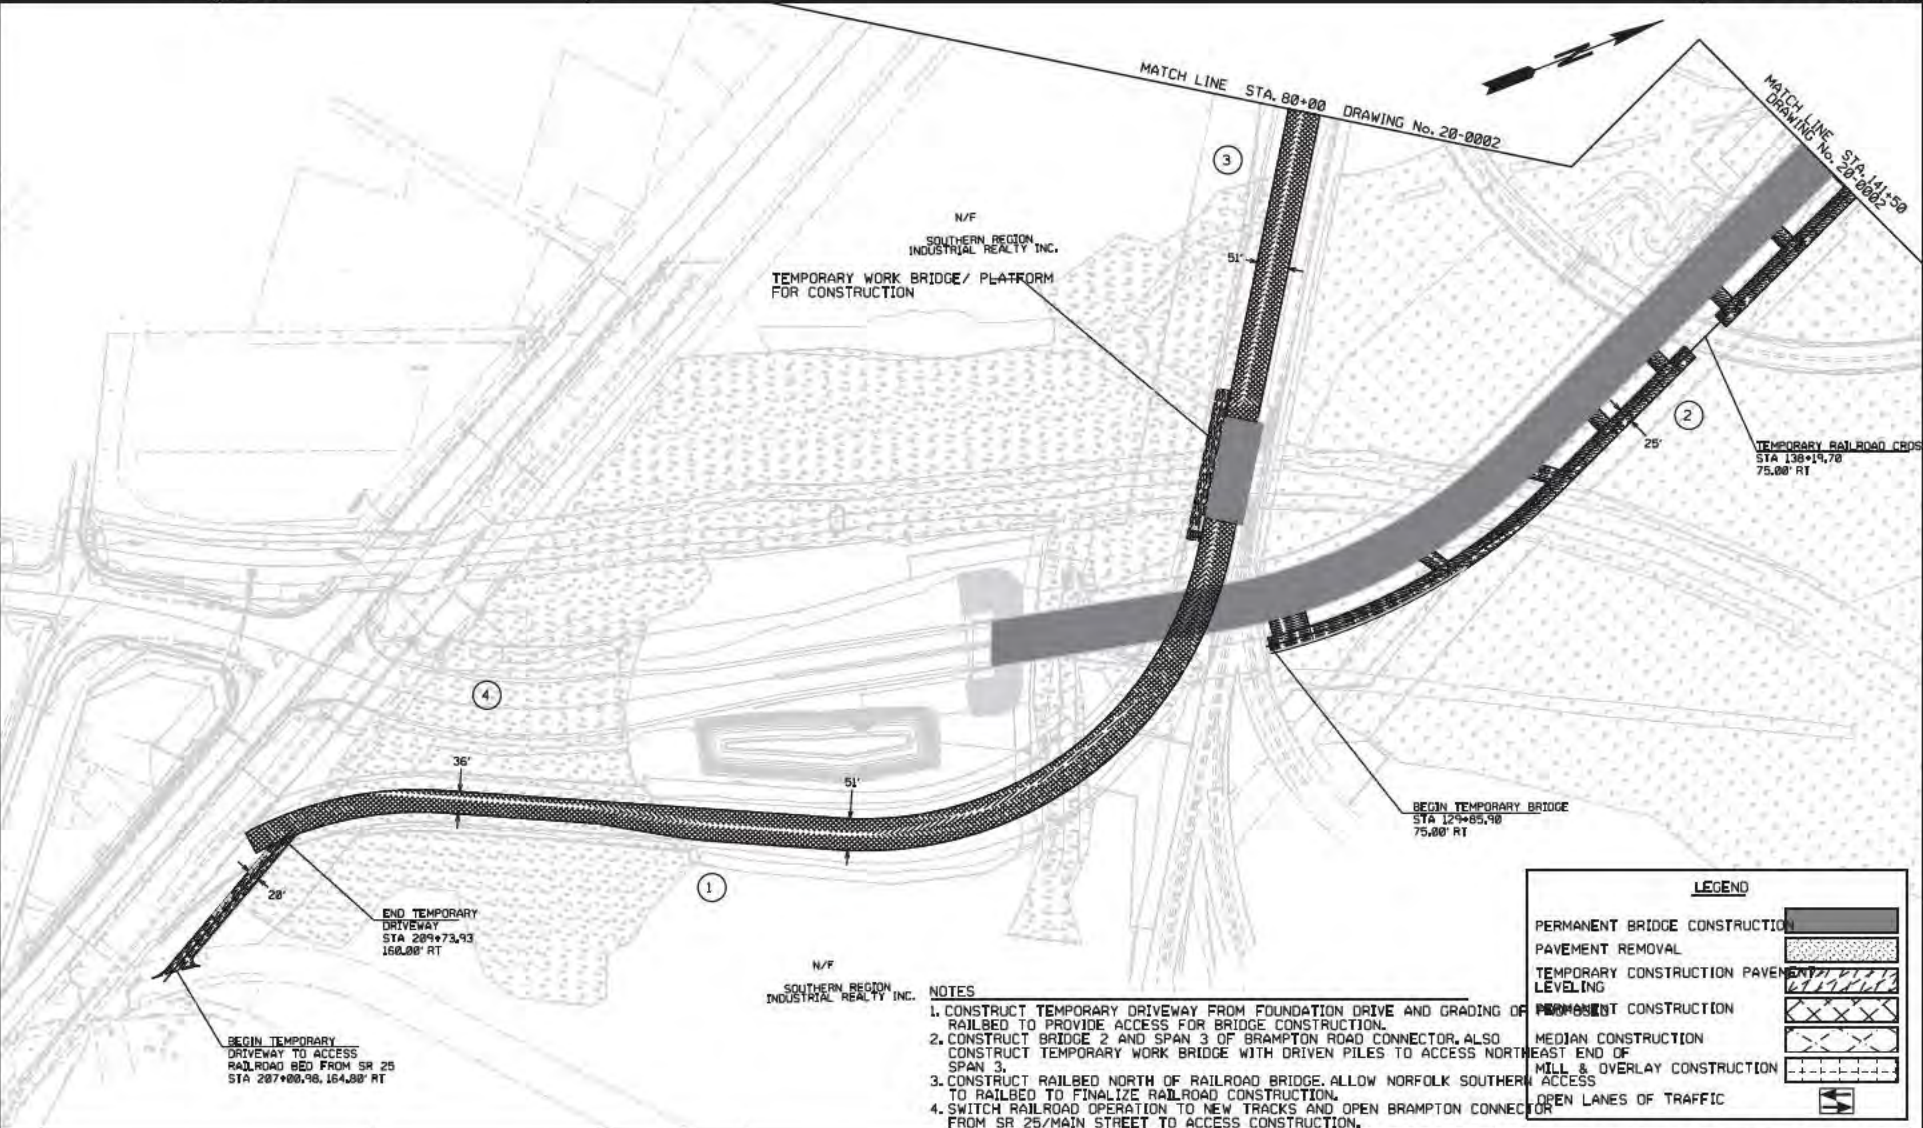 MATCH LINE STA. 80+00 DRAWING No. 20-0002
MATCH LINE STA. 141+50
DRAWING No. 20-0002
N
3
N/F
SOUTHERN REGION
INDUSTRIAL REALTY INC.
TEMPORARY WORK BRIDGE/ PLATFORM
FOR CONSTRUCTION
51'
2
25'
TEMPORARY RAILROAD CROS
STA 138+19.70
75.00' RT
4
36'
51'
BEGIN TEMPORARY BRIDGE
STA 129+85.90
75.00' RT
20'
1
END TEMPORARY
DRIVEWAY
STA 209+73.93
160.00' RT
N/F
SOUTHERN REGION
INDUSTRIAL REALTY INC.
BEGIN TEMPORARY
DRIVEWAY TO ACCESS
RAILROAD BED FROM SR 25
STA 207+00.98, 164.80' RT
NOTES
1. CONSTRUCT TEMPORARY DRIVEWAY FROM FOUNDATION DRIVE AND GRADING OF
RAILBED TO PROVIDE ACCESS FOR BRIDGE CONSTRUCTION.
2. CONSTRUCT BRIDGE 2 AND SPAN 3 OF BRAMPTON ROAD CONNECTOR. ALSO
CONSTRUCT TEMPORARY WORK BRIDGE WITH DRIVEN PILES TO ACCESS NORTHEAST END OF
SPAN 3.
3. CONSTRUCT RAILBED NORTH OF RAILROAD BRIDGE. ALLOW NORFOLK SOUTHERN ACCESS
TO RAILBED TO FINALIZE RAILROAD CONSTRUCTION.
4. SWITCH RAILROAD OPERATION TO NEW TRACKS AND OPEN BRAMPTON CONNECTOR
FROM SR 25/MAIN STREET TO ACCESS CONSTRUCTION.
LEGEND
PERMANENT BRIDGE CONSTRUCTION
PAVEMENT REMOVAL
TEMPORARY CONSTRUCTION PAVEMENT
LEVELING
PERMANENT CONSTRUCTION
MEDIAN CONSTRUCTION
MILL & OVERLAY CONSTRUCTION
OPEN LANES OF TRAFFIC